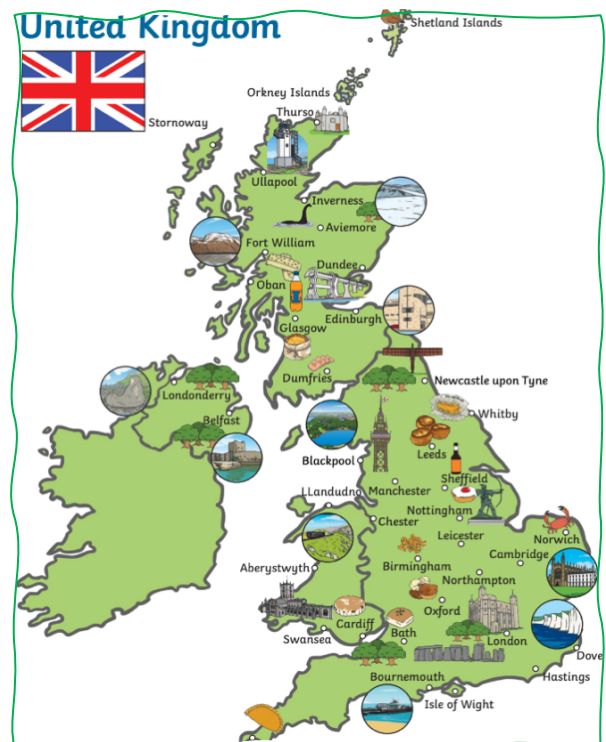 United Kingdom
Shetland Islands
Orkney Islands
Thurso
Stornoway
Ullapool
Inverness
Aviemore
Fort William
Dundee
Oban
Edinburgh
Glasgow
Dumfries
Newcastle upon Tyne
Londonderry
Belfast
Whitby
Leeds
Blackpool
Sheffield
LLandudno
Manchester
Nottingham
Chester
Leicester
Norwich
Cambridge
Aberystwyth
Birmingham
Northampton
Oxford
Cardiff
Swansea
Bath
London
Dove
Hastings
Bournemouth
Isle of Wight